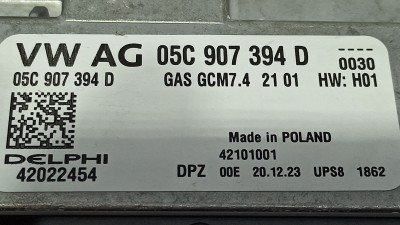 VW AG 05C 907 394 D ----
0030
05C 907 394 D GAS GCM7.4 21 01 HW: H01
Made in POLAND
DELPHI 42101001
42022454 DPZ 00E 20.12.23 UPS8 1862